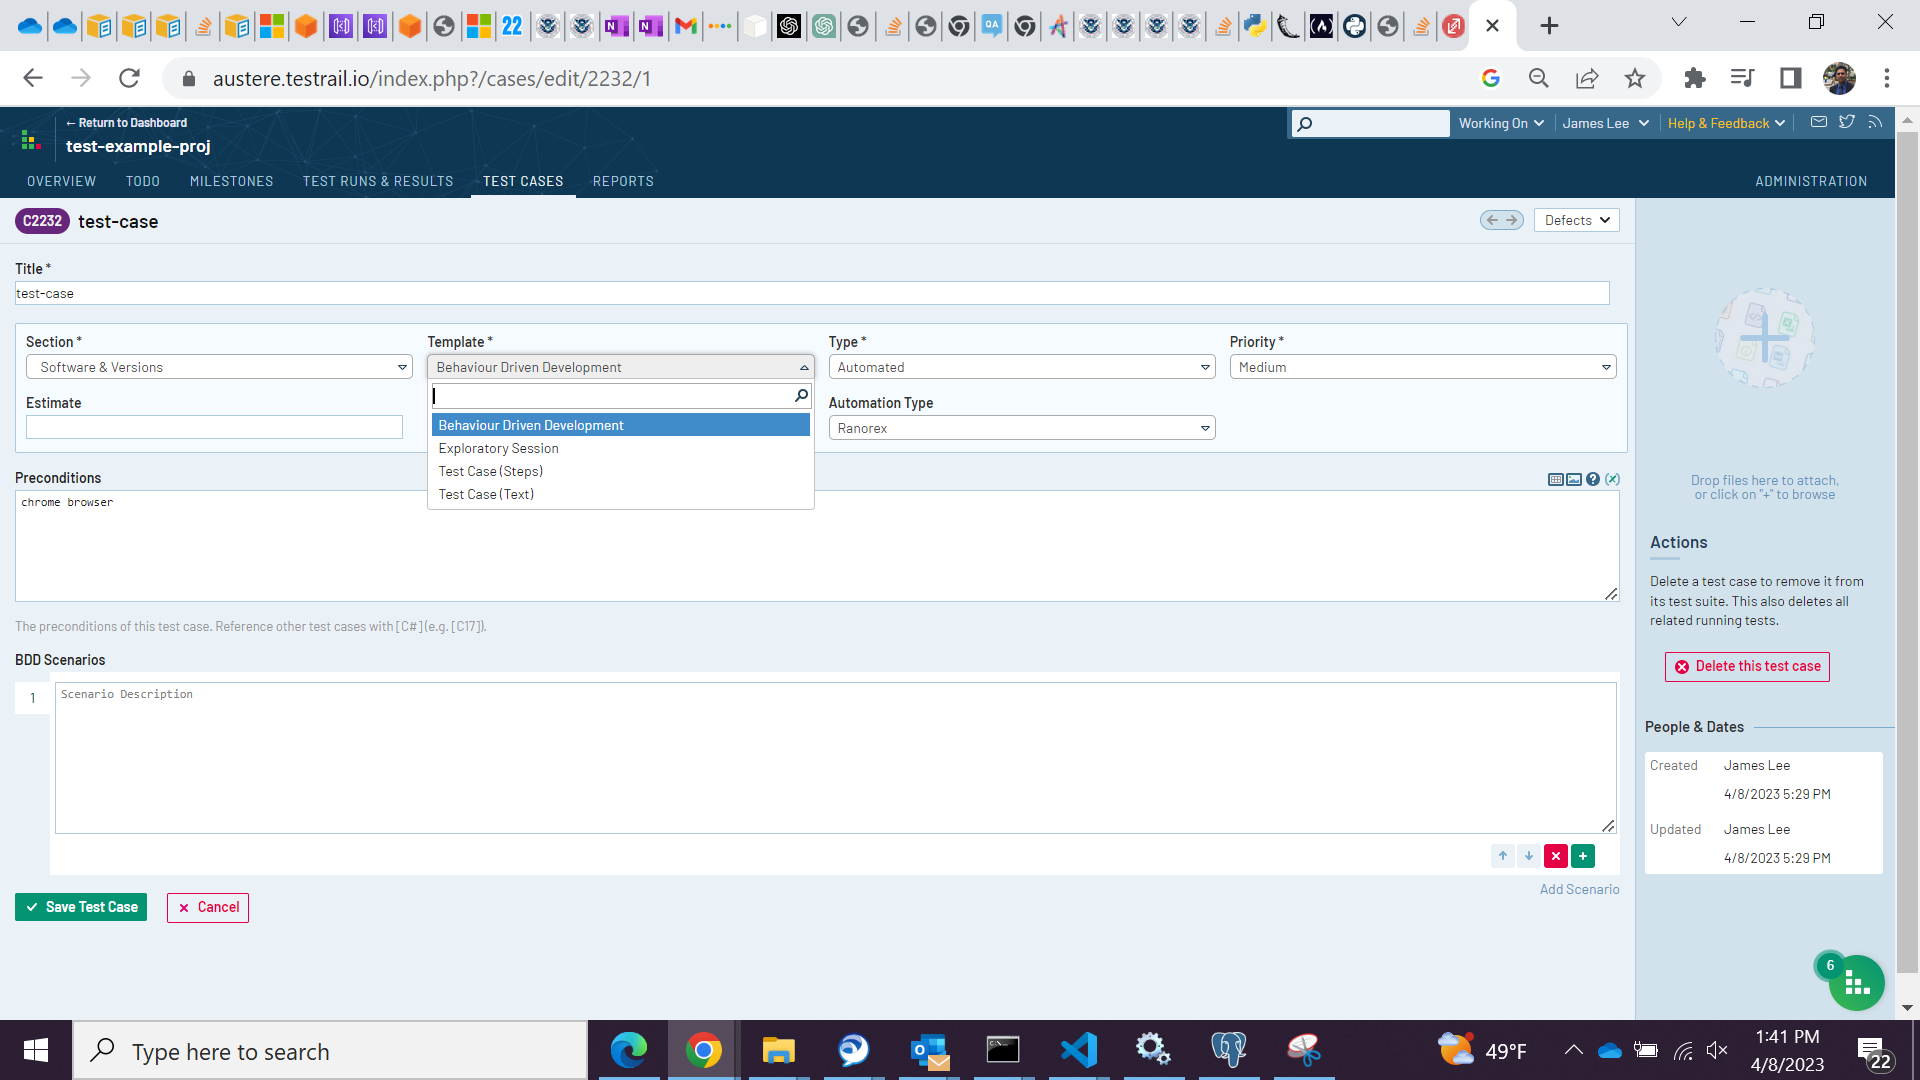 22
QA
austere.testrail.io/index.php?/cases/edit/2232/1
← Return to Dashboard
test-example-proj
Working On
James Lee
Help & Feedback
OVERVIEW
TODO
MILESTONES
TEST RUNS & RESULTS
TEST CASES
REPORTS
ADMINISTRATION
C2232 test-case
Defects
Title *
test-case
Section *
Template *
Type *
Priority *
Software & Versions
Behaviour Driven Development
Automated
Medium
Estimate
Automation Type
Ranorex
Behaviour Driven Development
Exploratory Session
Test Case (Steps)
Test Case (Text)
Preconditions
chrome browser
The preconditions of this test case. Reference other test cases with [C#] (e.g. [C17]).
BDD Scenarios
1
Scenario Description
Add Scenario
Save Test Case
Cancel
Drop files here to attach,
or click on "+" to browse
Actions
Delete a test case to remove it from
its test suite. This also deletes all
related running tests.
Delete this test case
People & Dates
Created
James Lee
4/8/2023 5:29 PM
Updated
James Lee
4/8/2023 5:29 PM
6
Type here to search
49°F
1:41 PM
4/8/2023
22